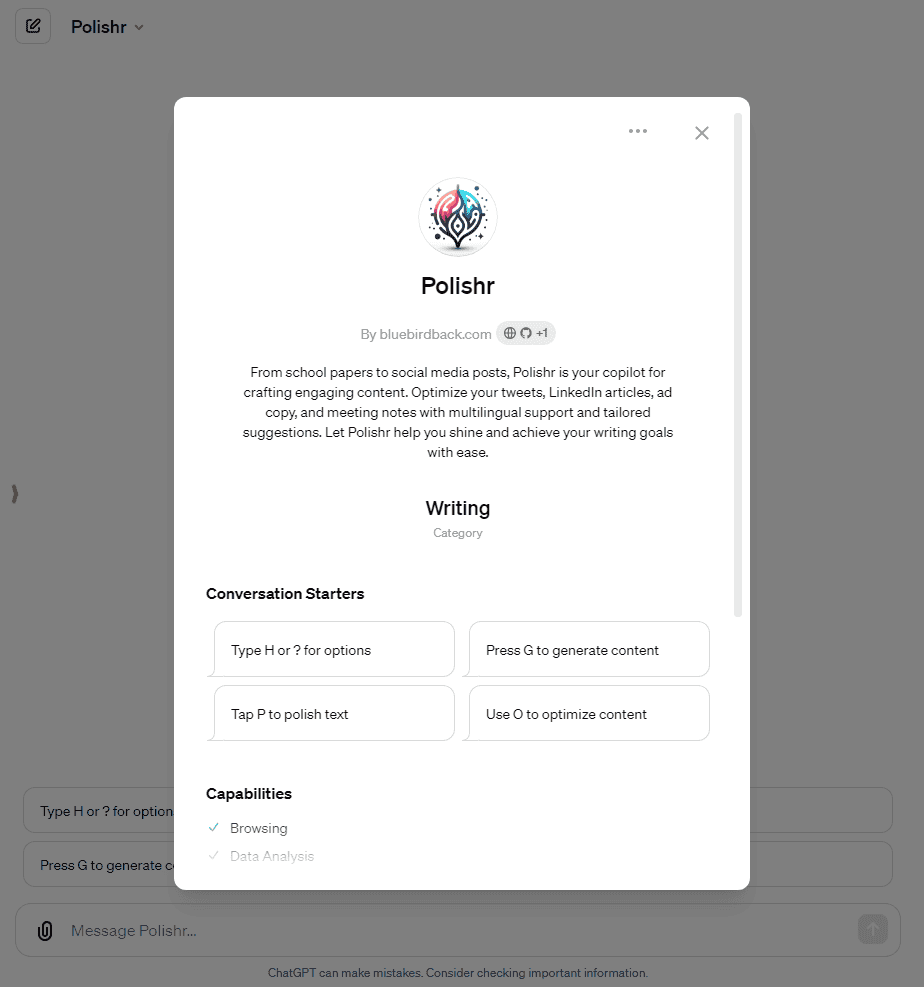 Polishr
Polishr
By bluebirdback.com +1
From school papers to social media posts, Polishr is your copilot for
crafting engaging content. Optimize your tweets, LinkedIn articles, ad
copy, and meeting notes with multilingual support and tailored
suggestions. Let Polishr help you shine and achieve your writing goals
with ease.
Writing
Category
Conversation Starters
Type H or ? for options
Press G to generate content
Tap P to polish text
Use O to optimize content
Capabilities
Browsing
Data Analysis
Type H or ? for option
Press G to generate c
Message Polishr...
ChatGPT can make mistakes. Consider checking important information.